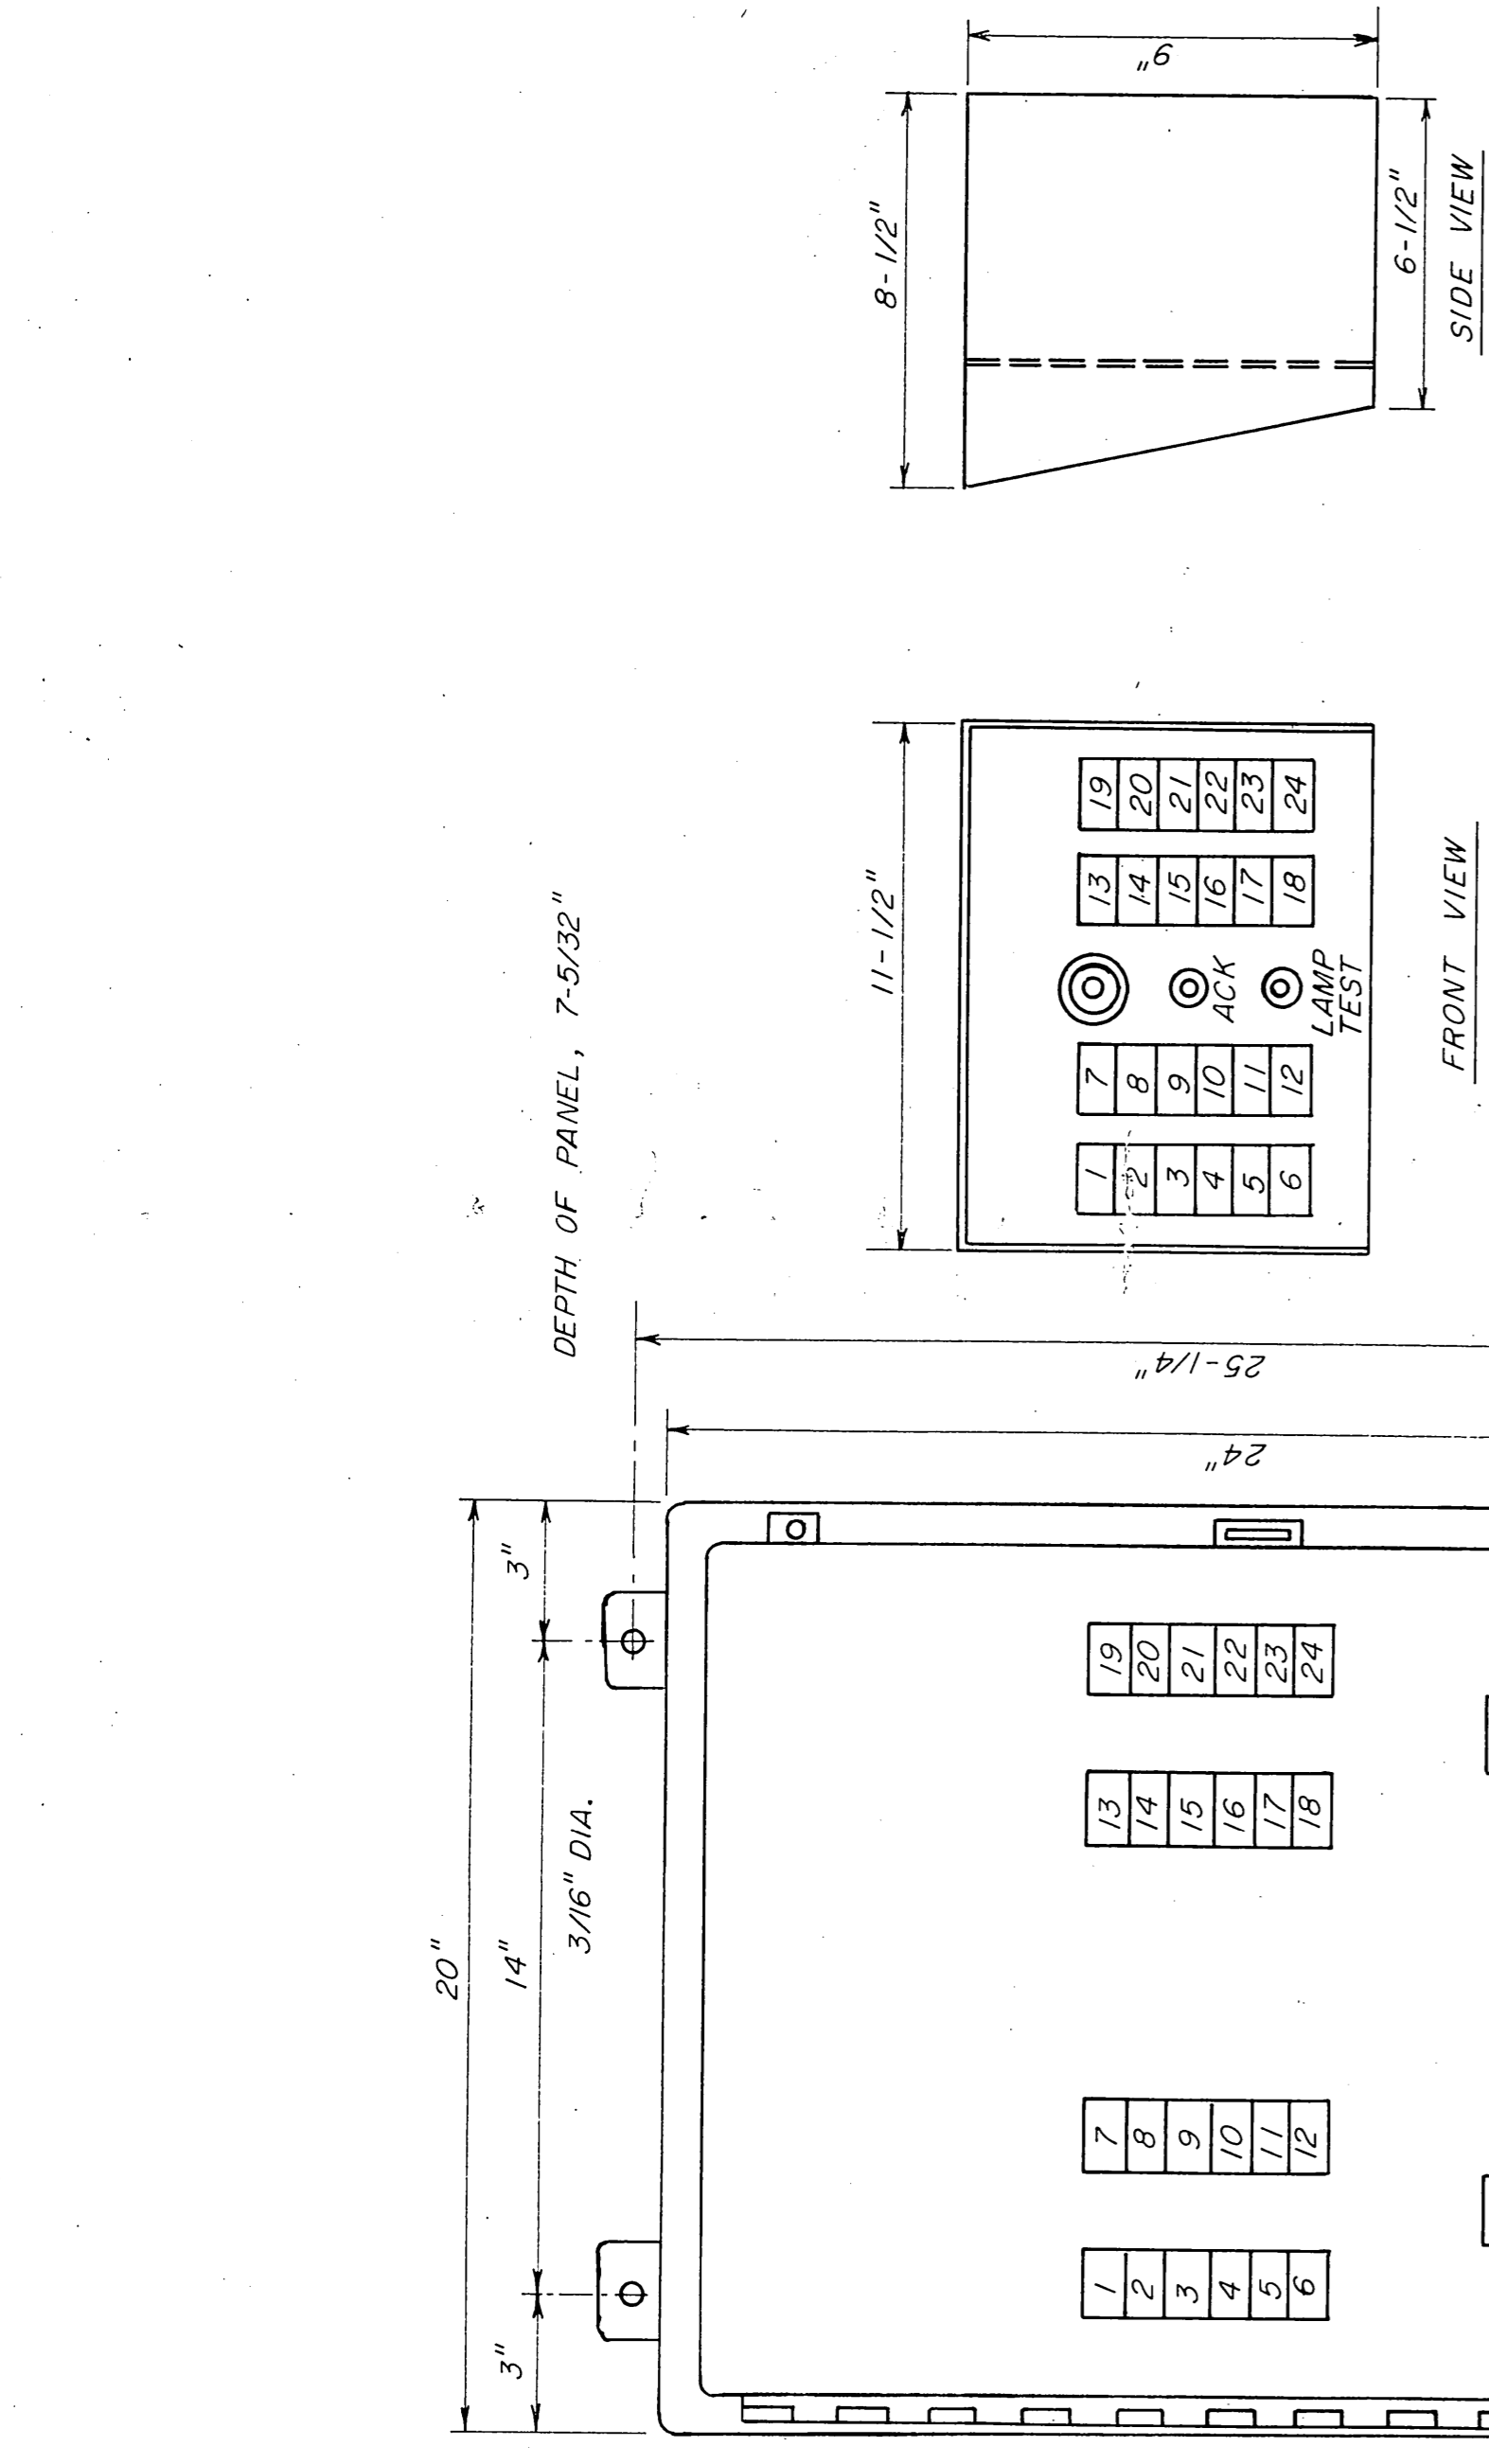 20"
3" 14" 3"
3/16" DIA.
DEPTH OF PANEL, 7-5/32"
1 7 13 19
2 8 14 20
3 9 15 21
4 10 16 22
5 11 17 23
6 12 18 24
24"
25-1/4"
11-1/2"
1 7 13 19
2 8 14 20
3 9 15 21
4 10 ACK 16 22
5 11 17 23
6 12 18 24
LAMP
TEST
FRONT VIEW
8-1/2"
9"
6-1/2"
SIDE VIEW